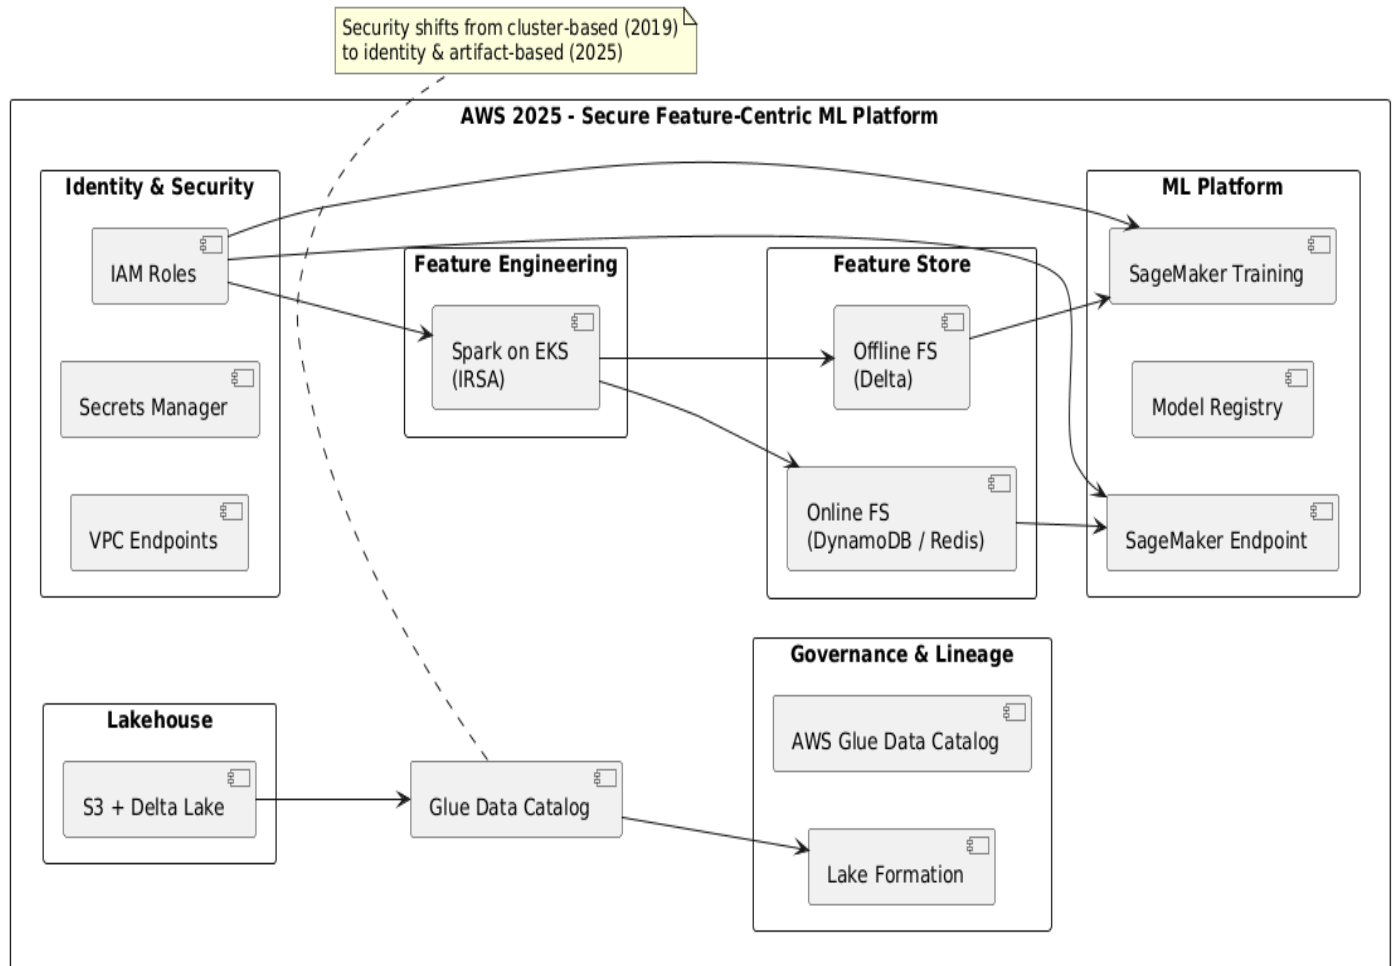 Security shifts from cluster-based (2019)
to identity & artifact-based (2025)
AWS 2025 - Secure Feature-Centric ML Platform
Identity & Security
IAM Roles
Secrets Manager
VPC Endpoints
Feature Engineering
Spark on EKS
(IRSA)
Feature Store
Offline FS
(Delta)
Online FS
(DynamoDB / Redis)
ML Platform
SageMaker Training
Model Registry
SageMaker Endpoint
Lakehouse
S3 + Delta Lake
Glue Data Catalog
Governance & Lineage
AWS Glue Data Catalog
Lake Formation